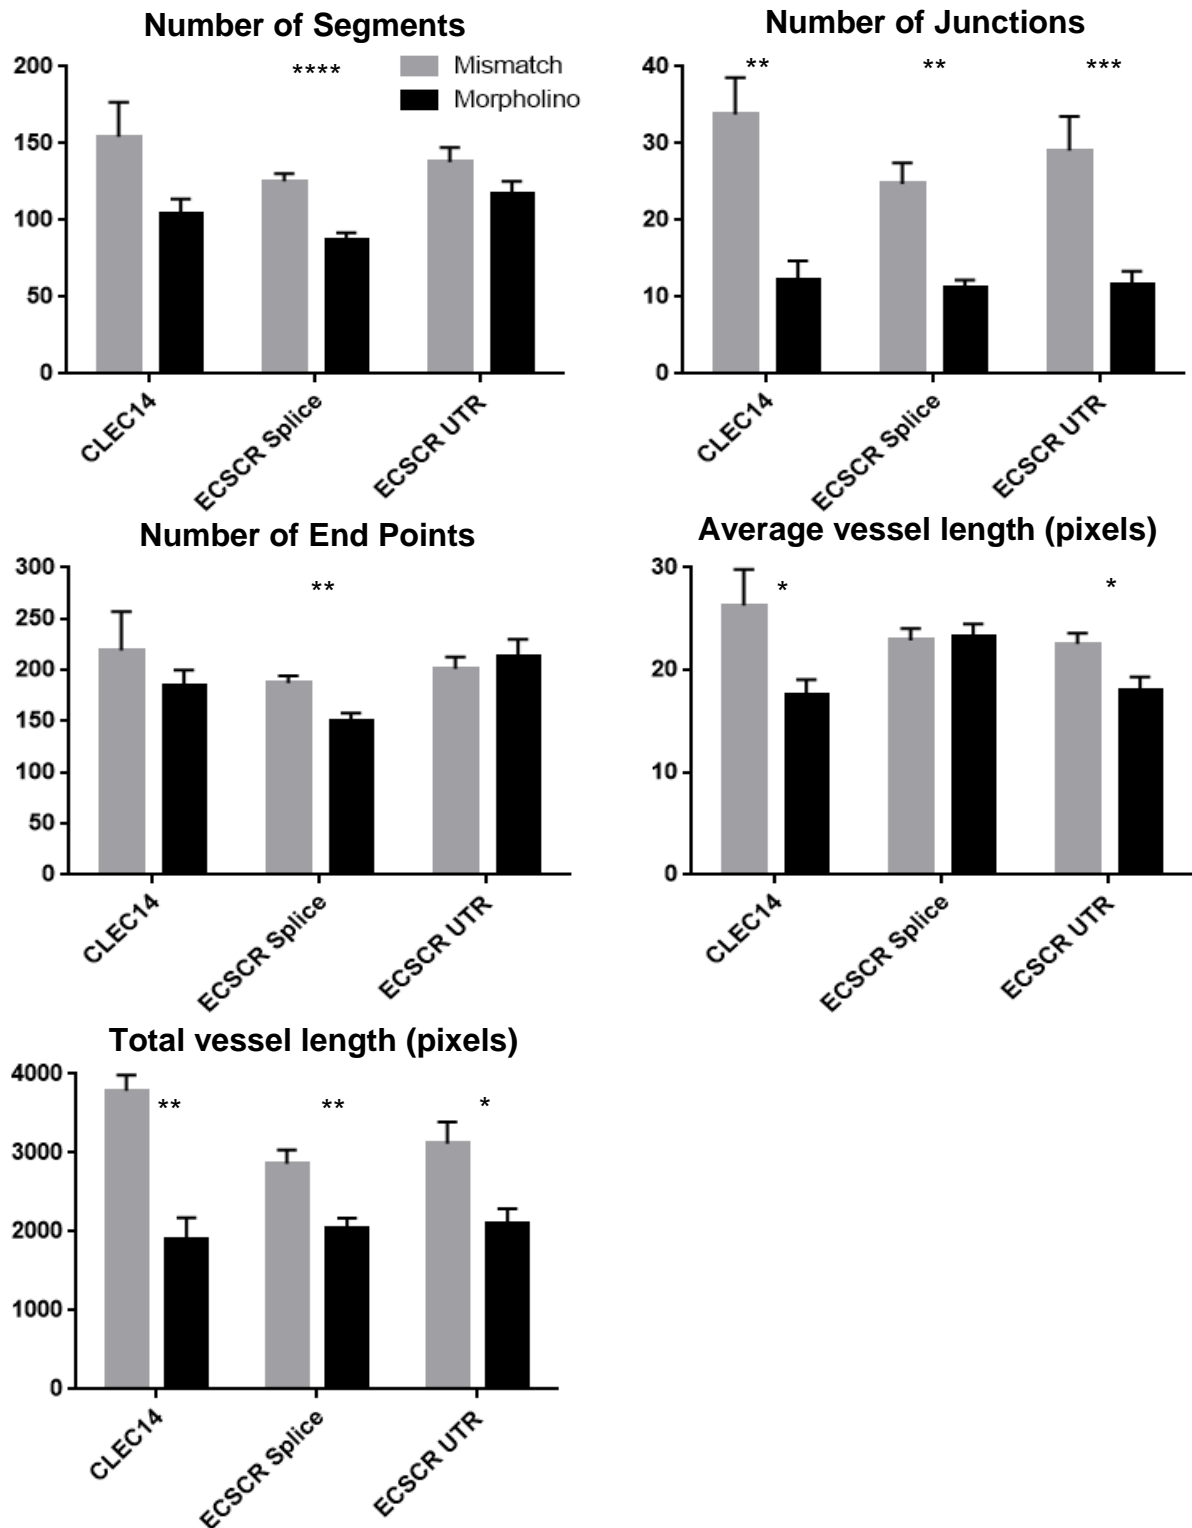 Number of Segments
200
150
100
50
0
****
Mismatch
Morpholino
CLEC14
ECSCR Splice
ECSCR UTR
Number of Junctions
40
30
20
10
0
**
**
***
CLEC14
ECSCR Splice
ECSCR UTR
Number of End Points
300
250
200
150
100
50
0
**
CLEC14
ECSCR Splice
ECSCR UTR
Average vessel length (pixels)
30
20
10
0
*
*
CLEC14
ECSCR Splice
ECSCR UTR
Total vessel length (pixels)
4000
3000
2000
1000
0
**
**
*
CLEC14
ECSCR Splice
ECSCR UTR